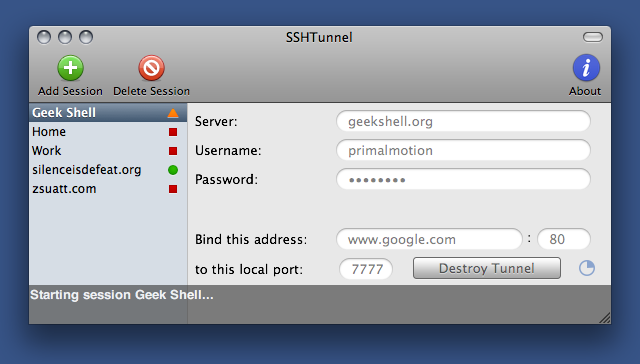 SSHTunnel
Add Session
Delete Session
i
About
Geek Shell
Home
Work
silenceisdefeat.org
zsuatt.com
Server: geekshell.org
Username: primalmotion
Password: ••••••••
Bind this address: www.google.com : 80
to this local port: 7777 Destroy Tunnel
Starting session Geek Shell...